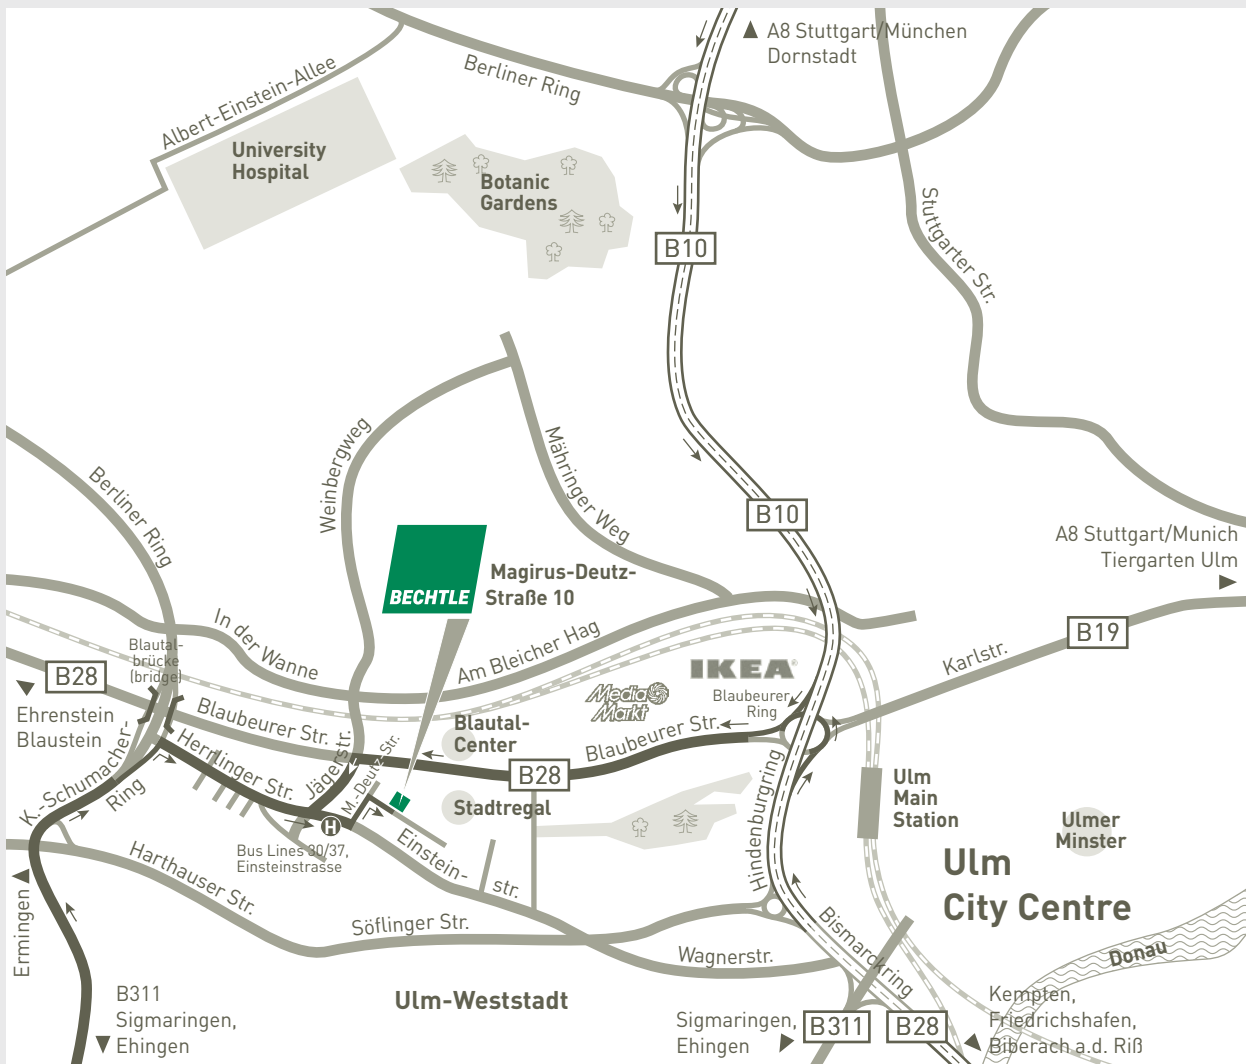 A8 Stuttgart/München
Dornstadt
Berliner Ring
Albert-Einstein-Allee
University
Hospital
Botanic
Gardens
Stuttgarter Str.
B10
Weinbergweg
Mähringer Weg
Berliner Ring
B10
A8 Stuttgart/Munich
Tiergarten Ulm
BECHTLE
Magirus-Deutz-
Straße 10
In der Wanne
Am Bleicher Hag
B19
Karlstr.
Blautal-
brücke
(bridge)
B28
Ehrenstein
Blaustein
IKEA
Media
Markt
Blaubeurer
Ring
Blaubeurer Str.
Blautal-
Center
Blaubeurer Str.
Herrlinger Str.
Jägerstr.
M.-Deutz-Str.
B28
K.-Schumacher-
Ring
Stadtregal
Hindenburgring
Ulm
Main
Station
Ulmer
Minster
H
Bus Lines 30/37,
Einsteinstrasse
Einstein-
str.
Harthauser Str.
Ulm
City Centre
Ermingen
Söflinger Str.
Bismarckring
Wagnerstr.
Donau
B311
Sigmaringen,
Ehingen
Ulm-Weststadt
Sigmaringen,
Ehingen
B311
B28
Kempten,
Friedrichshafen,
Biberach a.d. Riß